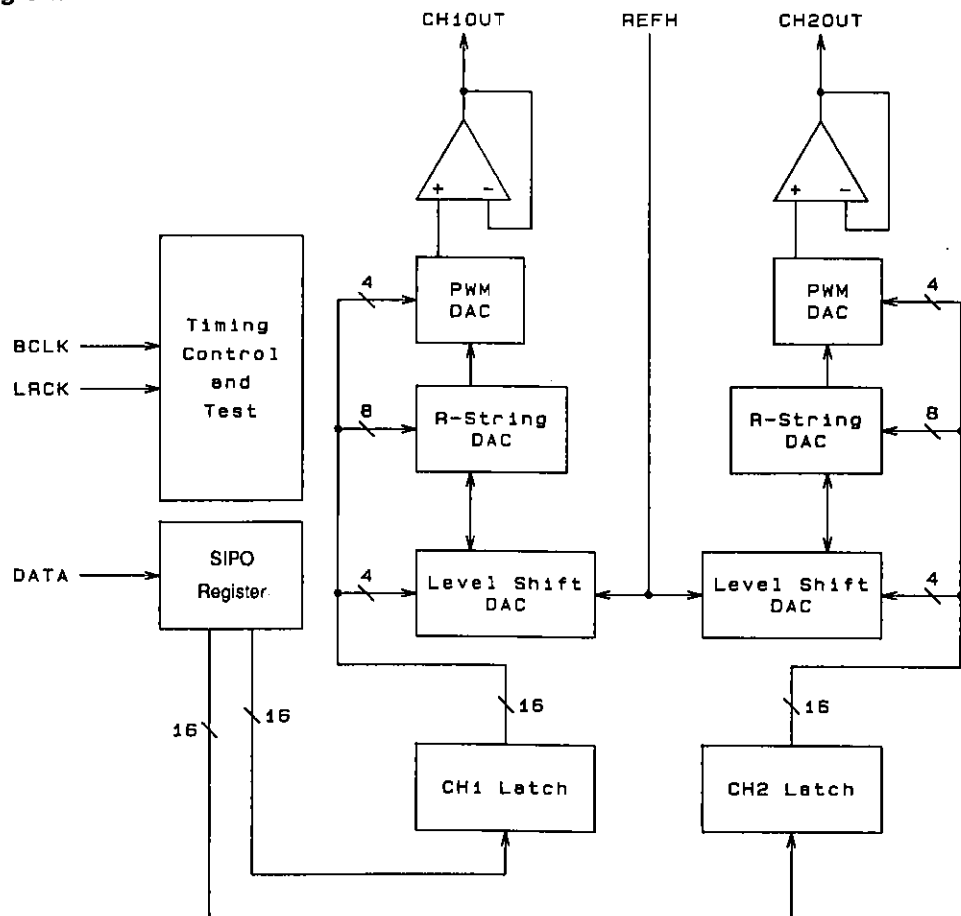 CH1OUT REFH CH2OUT
+ - + -
4 PWM DAC PWM DAC 4
BCLK
LRCK
Timing
Control
and
Test
8 R-String DAC R-String DAC 8
DATA
SIPO
Register
4 Level Shift DAC Level Shift DAC 4
16 16 16 16
CH1 Latch CH2 Latch